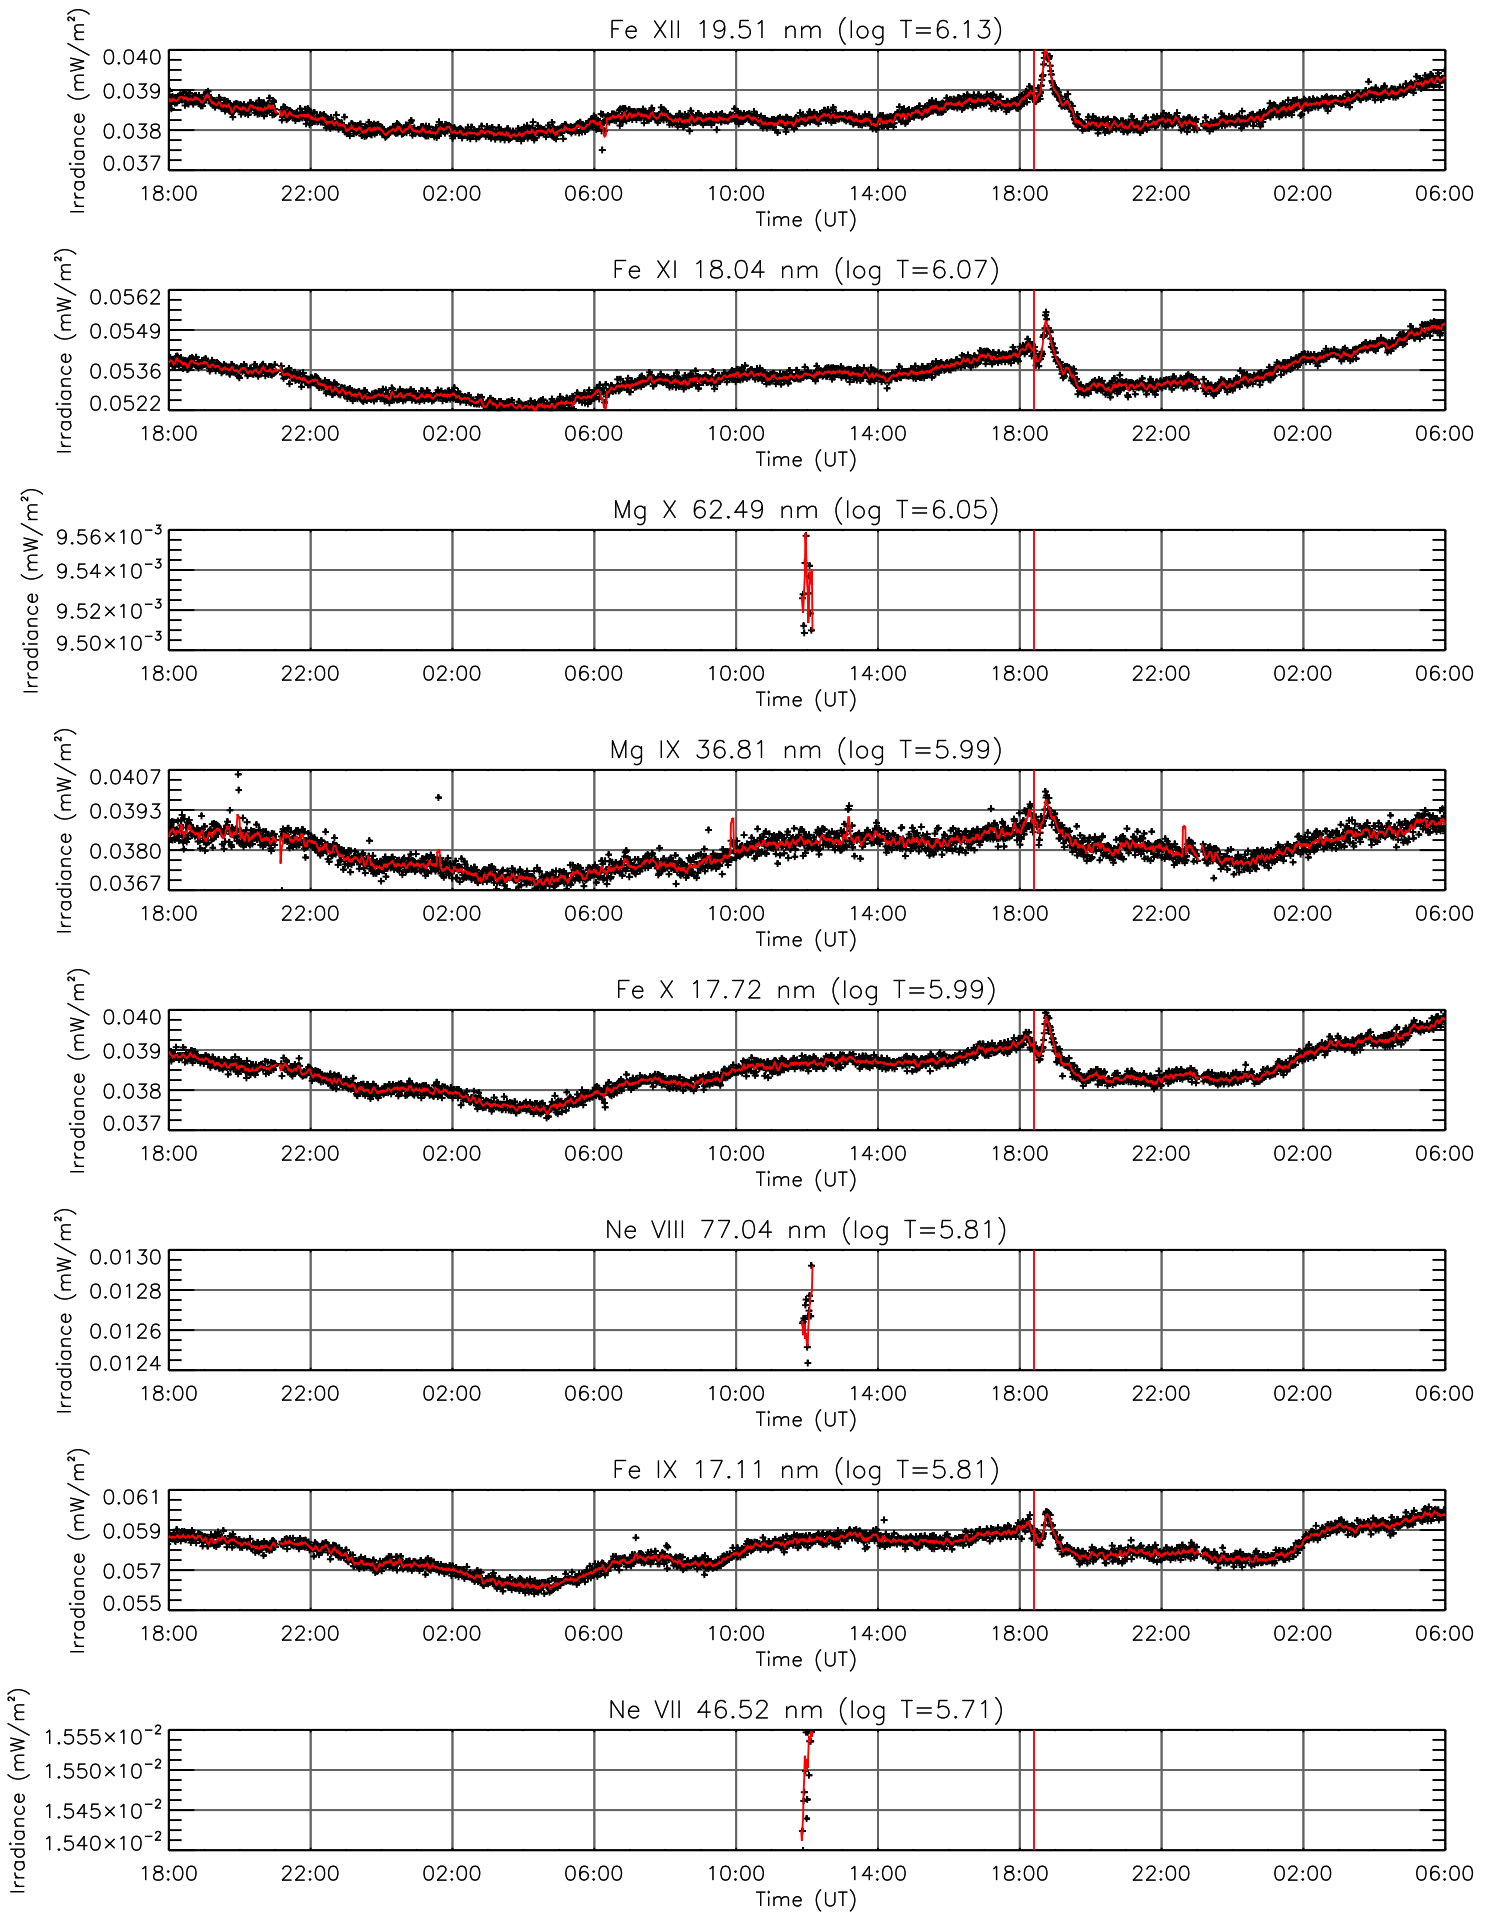 Fe XII 19.51 nm (log T=6.13)
Irradiance (mW/m²)
0.040
0.039
0.038
0.037
18:00 22:00 02:00 06:00 10:00 14:00 18:00 22:00 02:00 06:00
Time (UT)
Fe XI 18.04 nm (log T=6.07)
Irradiance (mW/m²)
0.0562
0.0549
0.0536
0.0522
18:00 22:00 02:00 06:00 10:00 14:00 18:00 22:00 02:00 06:00
Time (UT)
Mg X 62.49 nm (log T=6.05)
Irradiance (mW/m²)
9.56×10⁻³
9.54×10⁻³
9.52×10⁻³
9.50×10⁻³
18:00 22:00 02:00 06:00 10:00 14:00 18:00 22:00 02:00 06:00
Time (UT)
Mg IX 36.81 nm (log T=5.99)
Irradiance (mW/m²)
0.0407
0.0393
0.0380
0.0367
18:00 22:00 02:00 06:00 10:00 14:00 18:00 22:00 02:00 06:00
Time (UT)
Fe X 17.72 nm (log T=5.99)
Irradiance (mW/m²)
0.040
0.039
0.038
0.037
18:00 22:00 02:00 06:00 10:00 14:00 18:00 22:00 02:00 06:00
Time (UT)
Ne VIII 77.04 nm (log T=5.81)
Irradiance (mW/m²)
0.0130
0.0128
0.0126
0.0124
18:00 22:00 02:00 06:00 10:00 14:00 18:00 22:00 02:00 06:00
Time (UT)
Fe IX 17.11 nm (log T=5.81)
Irradiance (mW/m²)
0.061
0.059
0.057
0.055
18:00 22:00 02:00 06:00 10:00 14:00 18:00 22:00 02:00 06:00
Time (UT)
Ne VII 46.52 nm (log T=5.71)
Irradiance (mW/m²)
1.555×10⁻²
1.550×10⁻²
1.545×10⁻²
1.540×10⁻²
18:00 22:00 02:00 06:00 10:00 14:00 18:00 22:00 02:00 06:00
Time (UT)